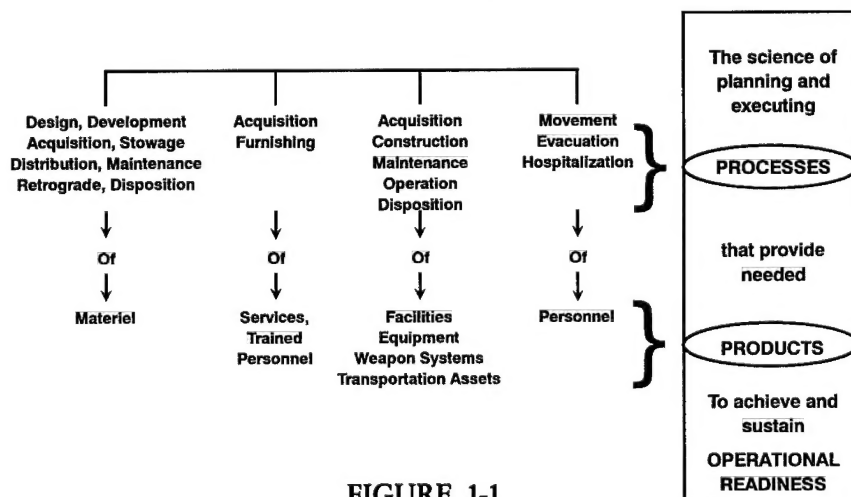 Design, Development
Acquisition, Stowage
Distribution, Maintenance
Retrograde, Disposition
Of
Materiel
Acquisition
Furnishing
Of
Services,
Trained
Personnel
Acquisition
Construction
Maintenance
Operation
Disposition
Of
Facilities
Equipment
Weapon Systems
Transportation Assets
Movement
Evacuation
Hospitalization
Of
Personnel
The science of
planning and
executing
PROCESSES
that provide
needed
PRODUCTS
To achieve and
sustain
OPERATIONAL
READINESS
FIGURE 1-1